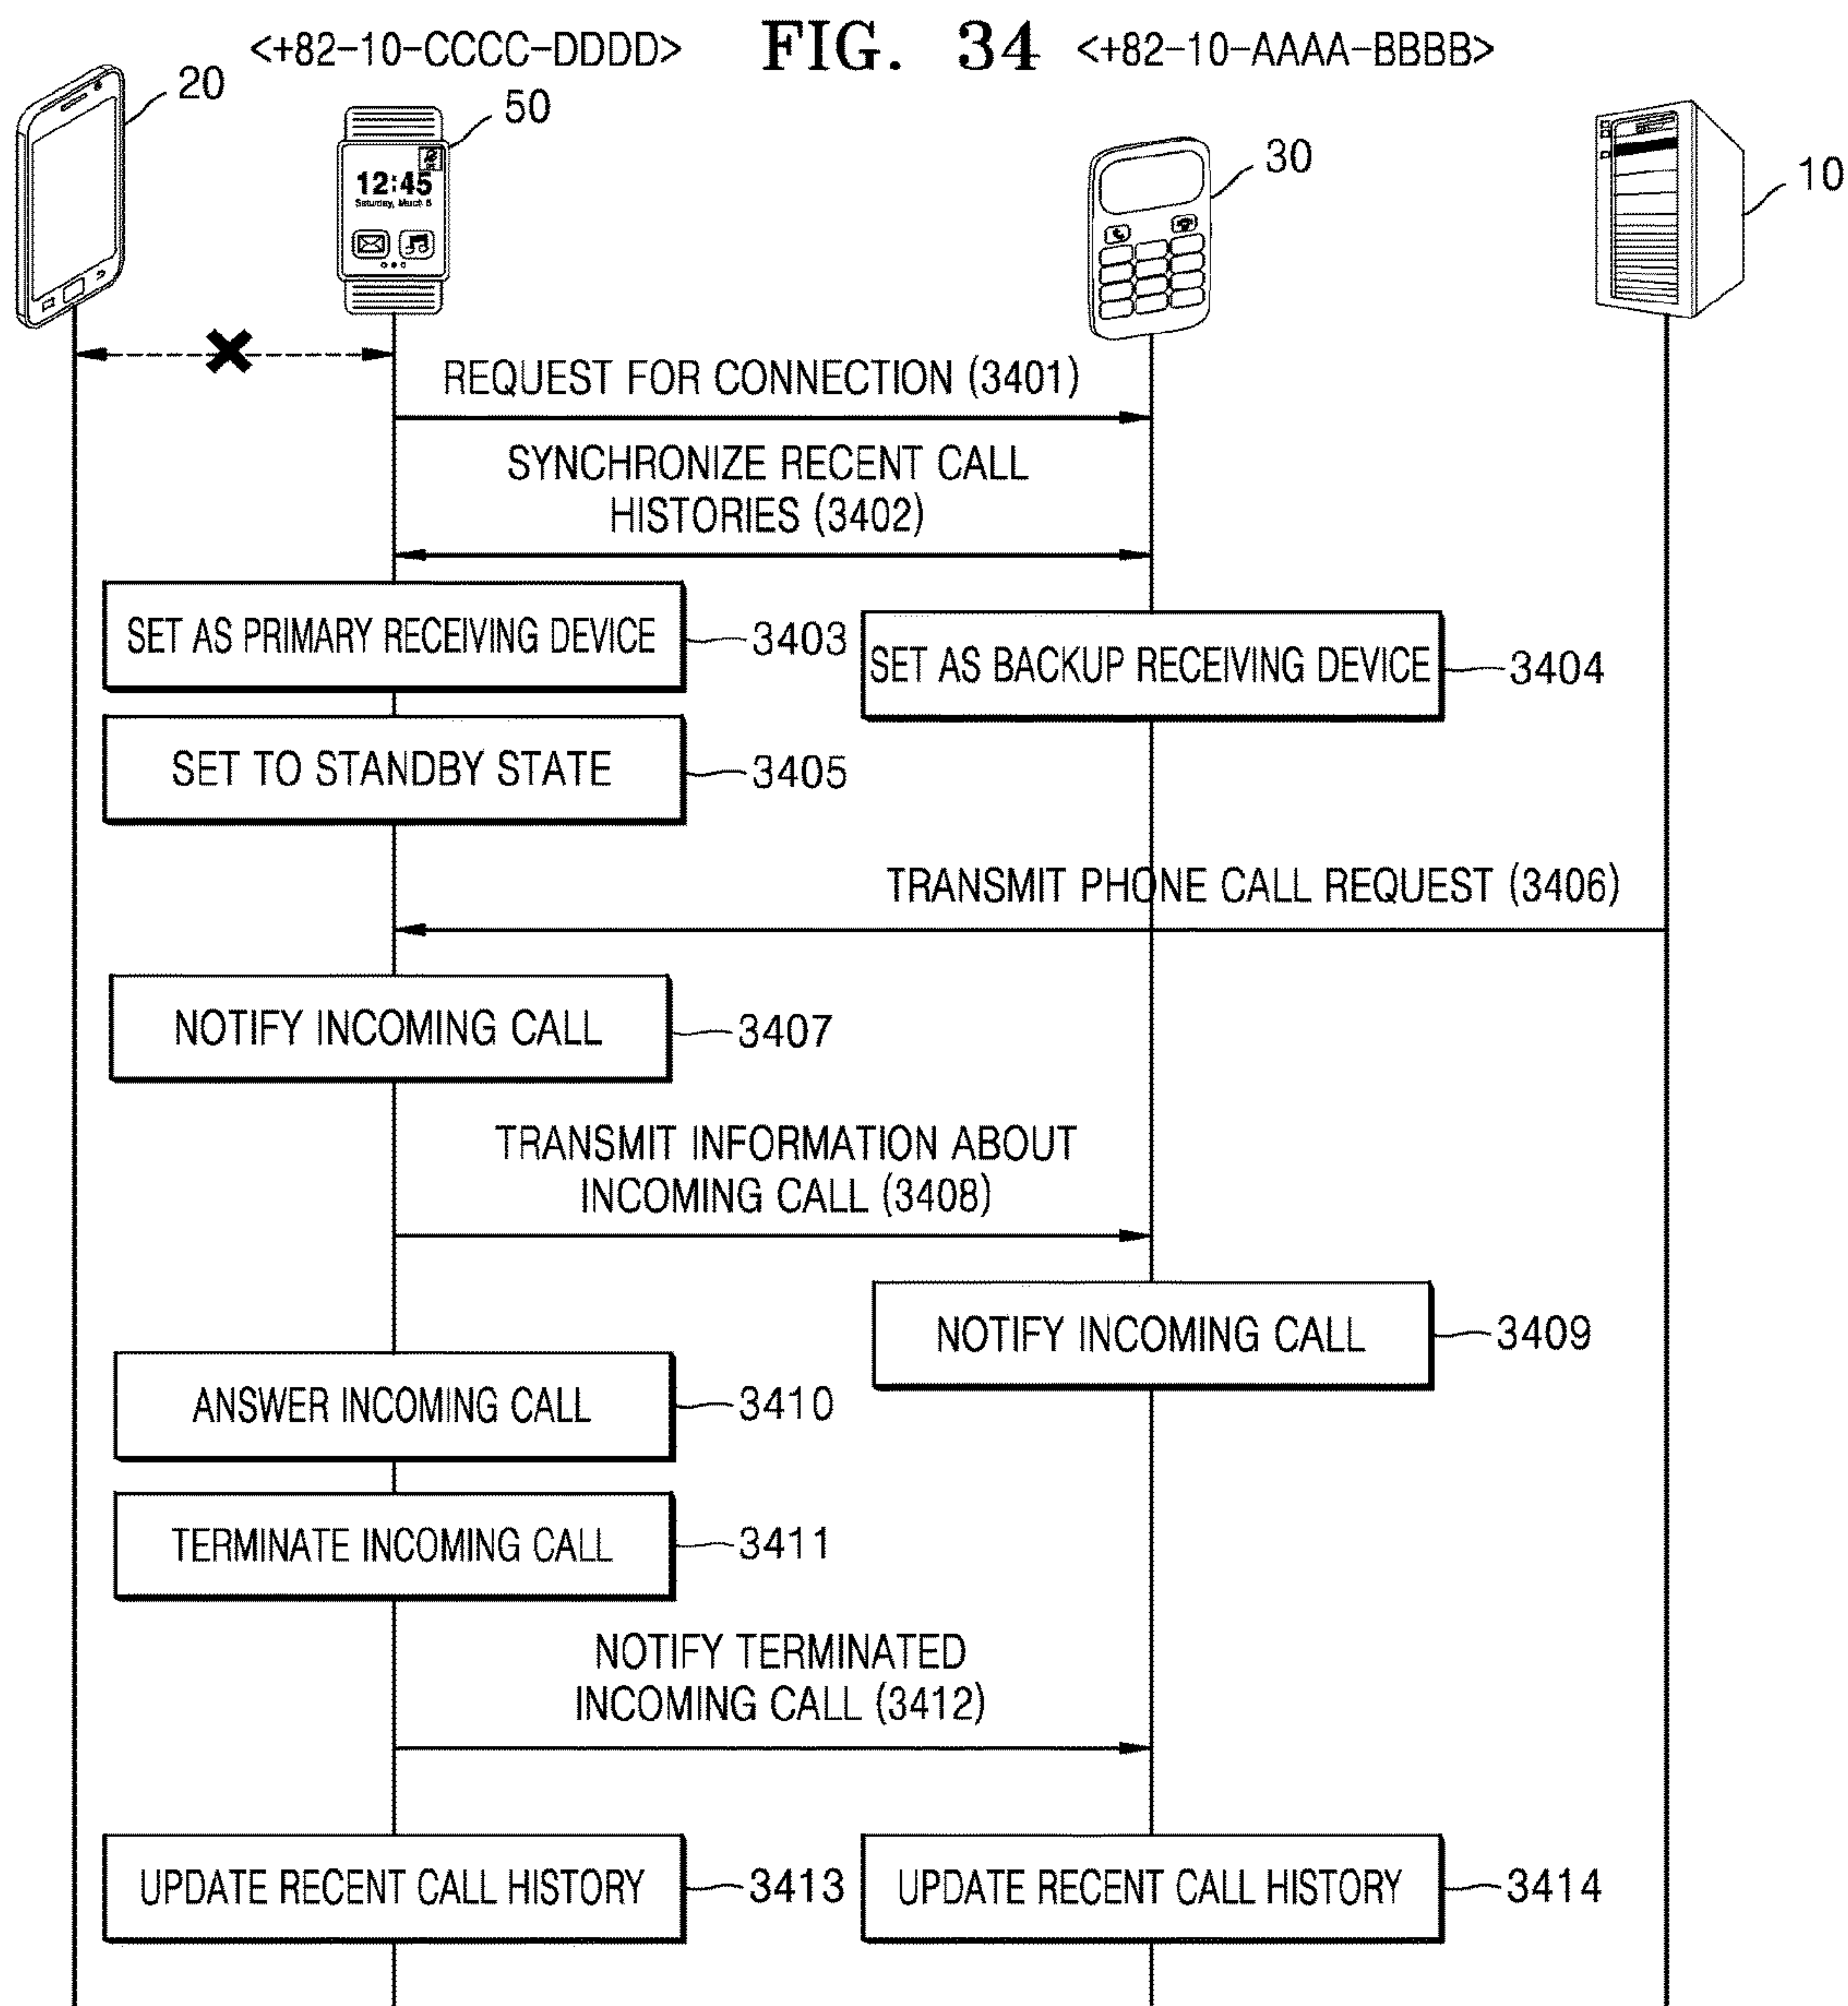 <+82-10-CCCC-DDDD> FIG. 34 <+82-10-AAAA-BBBB>
20
50
30
10
12:45
Saturday, March 5
REQUEST FOR CONNECTION (3401)
SYNCHRONIZE RECENT CALL
HISTORIES (3402)
SET AS PRIMARY RECEIVING DEVICE
3403
SET AS BACKUP RECEIVING DEVICE
3404
SET TO STANDBY STATE
3405
TRANSMIT PHONE CALL REQUEST (3406)
NOTIFY INCOMING CALL
3407
TRANSMIT INFORMATION ABOUT
INCOMING CALL (3408)
NOTIFY INCOMING CALL
3409
ANSWER INCOMING CALL
3410
TERMINATE INCOMING CALL
3411
NOTIFY TERMINATED
INCOMING CALL (3412)
UPDATE RECENT CALL HISTORY
3413
UPDATE RECENT CALL HISTORY
3414